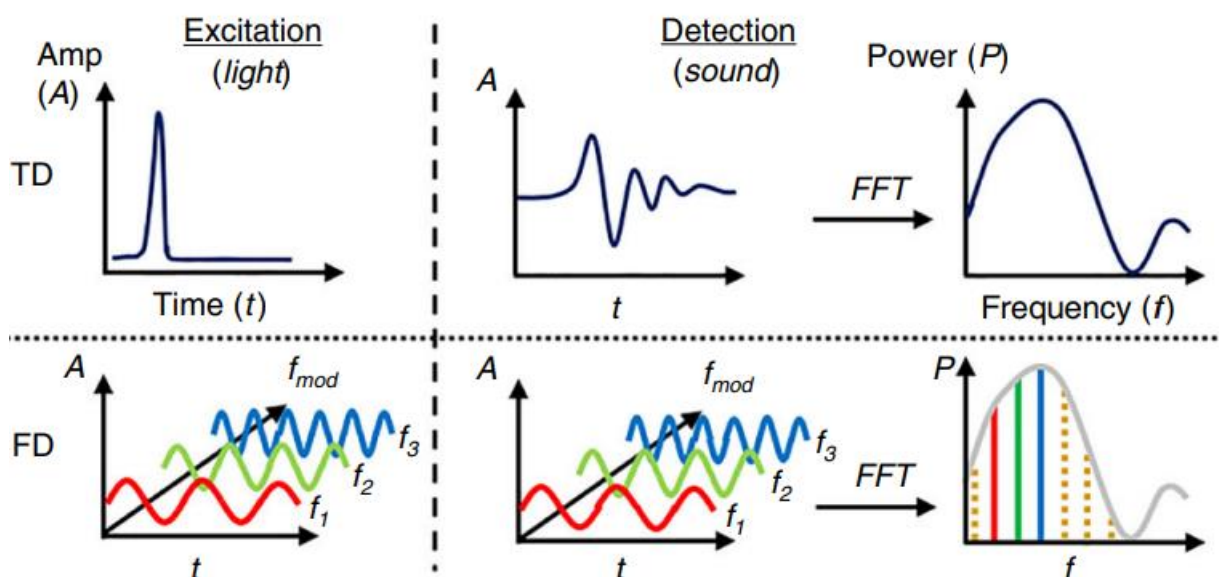 Excitation
(light)
Detection
(sound)
Amp
(A)
A
Power (P)
TD
FFT
Time (t)
t
Frequency (f)
A
f_mod
f_3
f_2
f_1
t
FD
A
f_mod
f_3
f_2
f_1
t
FFT
P
f